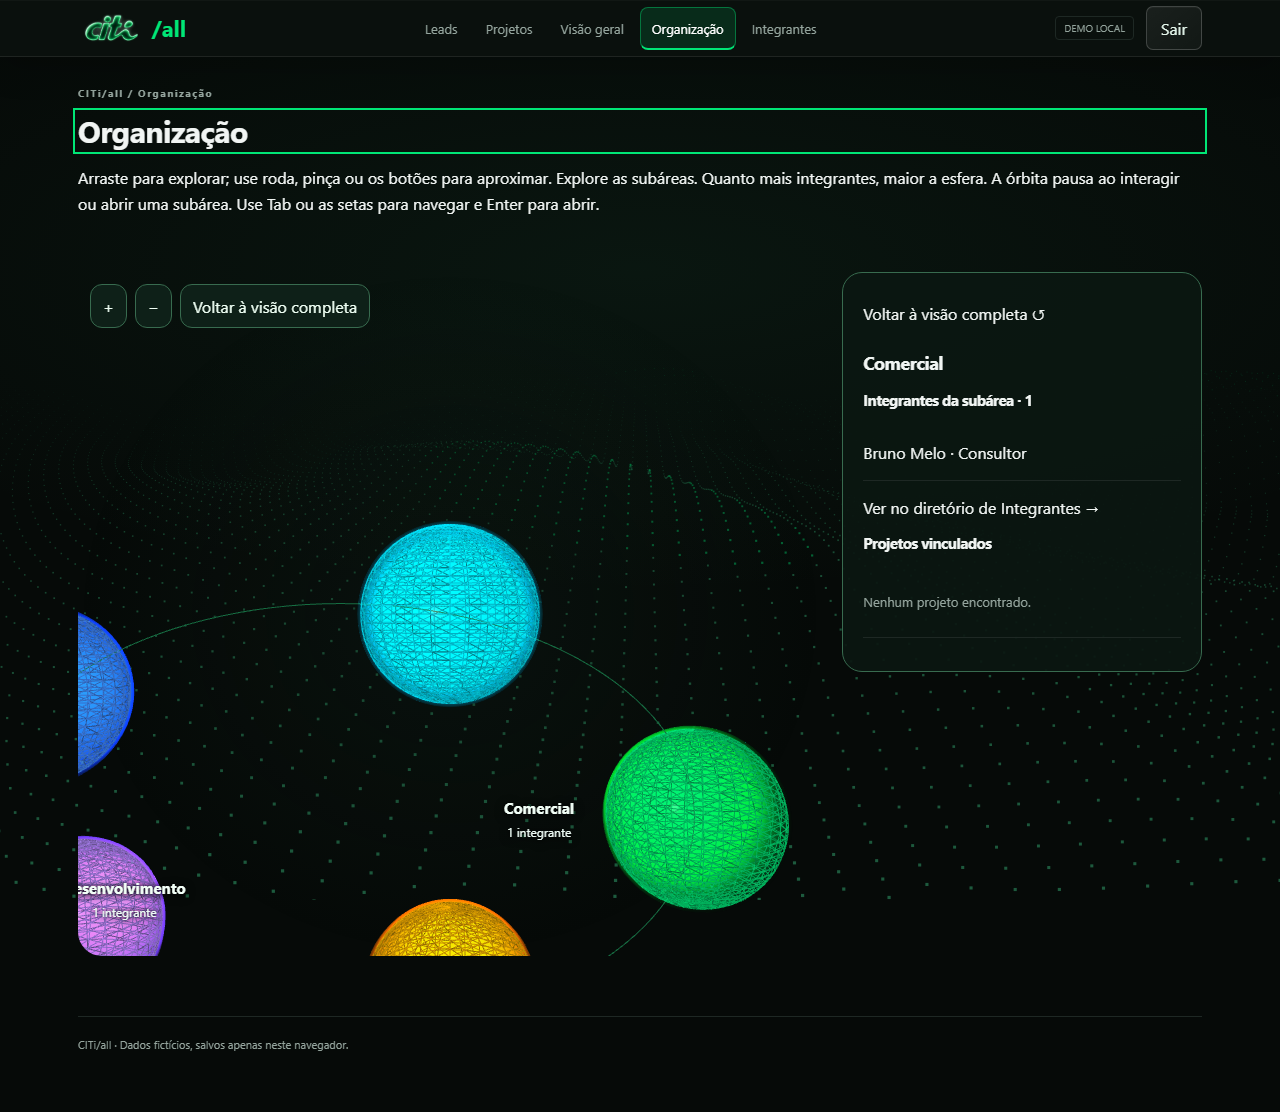 citi /all
Leads
Projetos
Visão geral
Organização
Integrantes
DEMO LOCAL
Sair
CITi/all / Organização
Organização
Arraste para explorar; use roda, pinça ou os botões para aproximar. Explore as subáreas. Quanto mais integrantes, maior a esfera. A órbita pausa ao interagir
ou abrir uma subárea. Use Tab ou as setas para navegar e Enter para abrir.
+
−
Voltar à visão completa
Voltar à visão completa ↺
Comercial
Integrantes da subárea · 1
Bruno Melo · Consultor
Ver no diretório de Integrantes →
Projetos vinculados
Nenhum projeto encontrado.
Comercial
1 integrante
esenvolvimento
1 integrante
CITi/all · Dados fictícios, salvos apenas neste navegador.